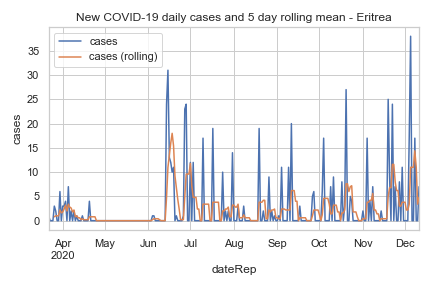 New COVID-19 daily cases and 5 day rolling mean - Eritrea
cases
cases (rolling)
35
30
25
20
15
10
5
0
cases
Apr May Jun Jul Aug Sep Oct Nov Dec
2020
dateRep